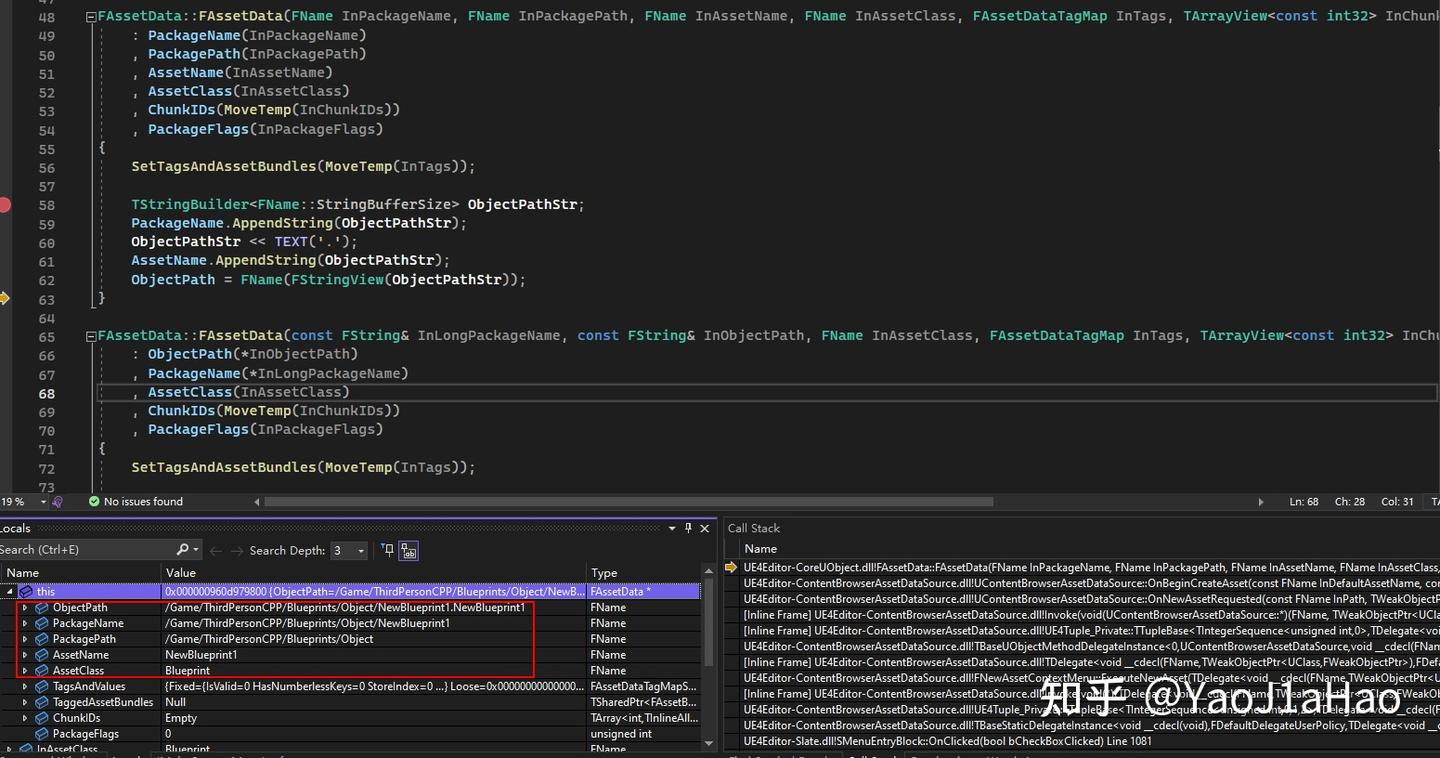 48 FAssetData::FAssetData(FName InPackageName, FName InPackagePath, FName InAssetName, FName InAssetClass, FAssetDataTagMap InTags, TArrayView<const int32> InChunk
49 : PackageName(InPackageName)
50 , PackagePath(InPackagePath)
51 , AssetName(InAssetName)
52 , AssetClass(InAssetClass)
53 , ChunkIDs(MoveTemp(InChunkIDs))
54 , PackageFlags(InPackageFlags)
55 {
56 SetTagsAndAssetBundles(MoveTemp(InTags));
57
58 TStringBuilder<FName::StringBufferSize> ObjectPathStr;
59 PackageName.AppendString(ObjectPathStr);
60 ObjectPathStr << TEXT('.');
61 AssetName.AppendString(ObjectPathStr);
62 ObjectPath = FName(FStringView(ObjectPathStr));
63 }
64
65 FAssetData::FAssetData(const FString& InLongPackageName, const FString& InObjectPath, FName InAssetClass, FAssetDataTagMap InTags, TArrayView<const int32> InChu
66 : ObjectPath(*InObjectPath)
67 , PackageName(*InLongPackageName)
68 , AssetClass(InAssetClass)
69 , ChunkIDs(MoveTemp(InChunkIDs))
70 , PackageFlags(InPackageFlags)
71 {
72 SetTagsAndAssetBundles(MoveTemp(InTags));
73
19 % No issues found Ln: 68 Ch: 28 Col: 31 TA
Locals
Search (Ctrl+E) Search Depth: 3
Name Value Type
this 0x000000960d979800 {ObjectPath=/Game/ThirdPersonCPP/Blueprints/Object/NewB... FAssetData *
ObjectPath /Game/ThirdPersonCPP/Blueprints/Object/NewBlueprint1.NewBlueprint1 FName
PackageName /Game/ThirdPersonCPP/Blueprints/Object/NewBlueprint1 FName
PackagePath /Game/ThirdPersonCPP/Blueprints/Object FName
AssetName NewBlueprint1 FName
AssetClass Blueprint FName
TagsAndValues {Fixed={IsValid=0 HasNumberlessKeys=0 StoreIndex=0 ...} Loose=0x00000000000000... FAssetDataTagMapS...
TaggedAssetBundles Null TSharedPtr<FAssetB...
ChunkIDs Empty TArray<int,TInlineAll...
PackageFlags 0 unsigned int
InAssetClass Blueprint FName
Call Stack
Name
UE4Editor-CoreUObject.dll!FAssetData::FAssetData(FName InPackageName, FName InPackagePath, FName InAssetName, FName InAssetClass,
UE4Editor-ContentBrowserAssetDataSource.dll!UContentBrowserAssetDataSource::OnBeginCreateAsset(const FName InDefaultAssetName, co
UE4Editor-ContentBrowserAssetDataSource.dll!UContentBrowserAssetDataSource::OnNewAssetRequested(const FName InPath, TWeakObjectP
[Inline Frame] UE4Editor-ContentBrowserAssetDataSource.dll!Invoke(void(UContentBrowserAssetDataSource::*)(FName, TWeakObjectPtr<UCla
[Inline Frame] UE4Editor-ContentBrowserAssetDataSource.dll!UE4Tuple_Private::TTupleBase<TIntegerSequence<unsigned int,0>,TDelegate<v
UE4Editor-ContentBrowserAssetDataSource.dll!TBaseUObjectMethodDelegateInstance<0,UContentBrowserAssetDataSource,void __cdecl(FNam
[Inline Frame] UE4Editor-ContentBrowserAssetDataSource.dll!TDelegate<void __cdecl(FName,TWeakObjectPtr<UClass,FWeakObjectPtr>),FDef
UE4Editor-ContentBrowserAssetDataSource.dll!FNewAssetContextMenu::ExecuteNewAsset(TDelegate<void __cdecl(FName,TWeakObjectPtr<U
[Inline Frame] UE4Editor-ContentBrowserAssetDataSource.dll!
UE4Editor-ContentBrowserAssetDataSource.dll!TBaseStaticDelegateInstance<void __cdecl(void),FDefaultDelegateUserPolicy,TDelegate<void __c
UE4Editor-Slate.dll!SMenuEntryBlock::OnClicked(bool bCheckBoxClicked) Line 1081
知乎 @YaoJiaHao